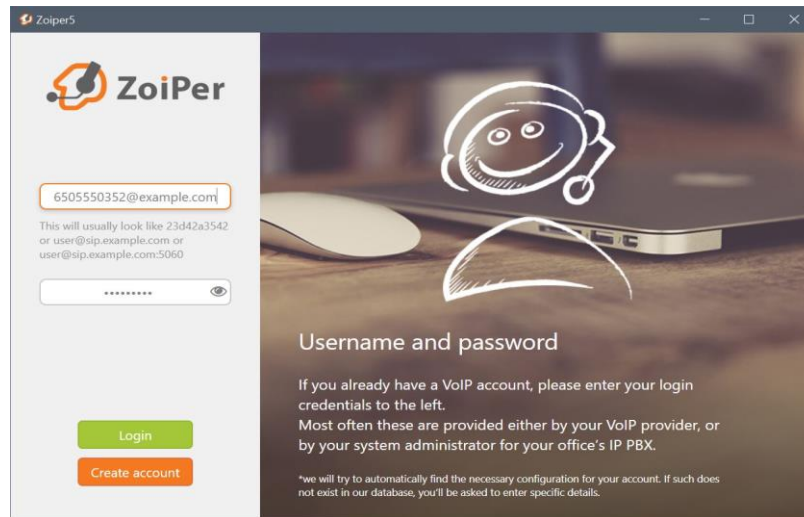 Zoiper5
ZoiPer
6505550352@example.com
This will usually look like 23d42a3542
or user@sip.example.com or
user@sip.example.com:5060
Login
Create account
Username and password
If you already have a VoIP account, please enter your login
credentials to the left.
Most often these are provided either by your VoIP provider, or
by your system administrator for your office's IP PBX.
*we will try to automatically find the necessary configuration for your account. If such does
not exist in our database, you'll be asked to enter specific details.